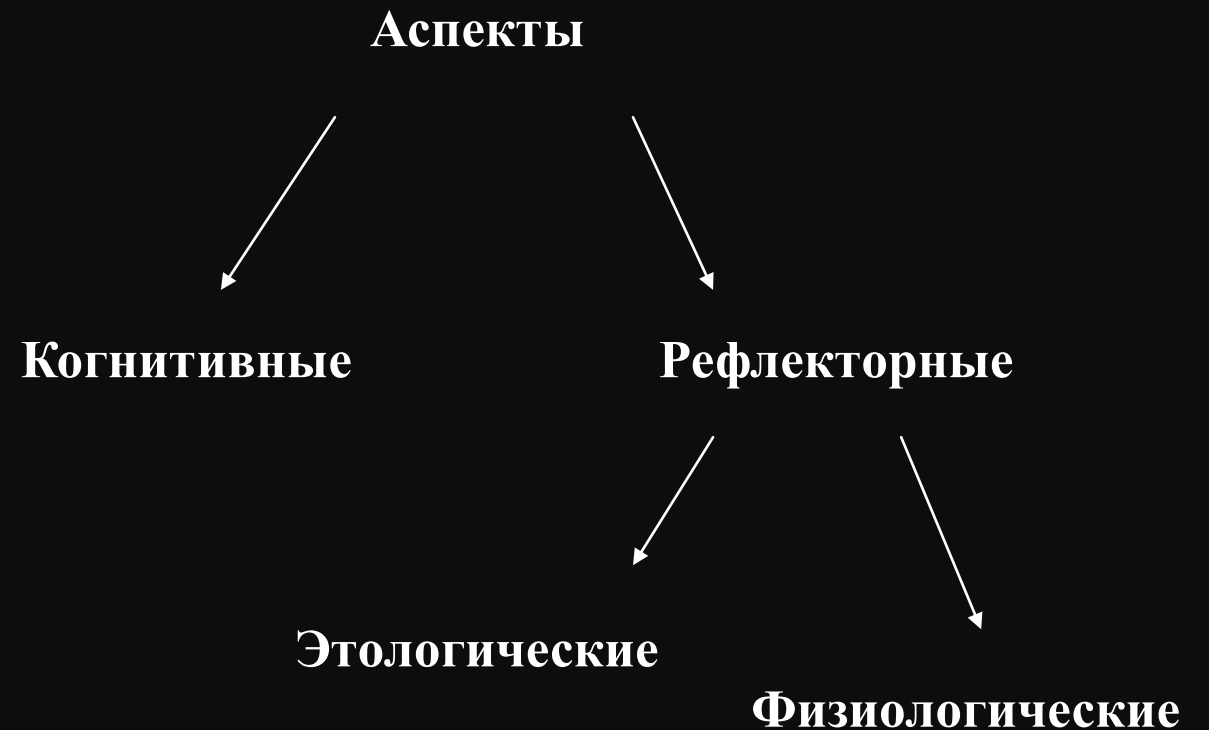 Аспекты
Когнитивные
Рефлекторные
Этологические
Физиологические